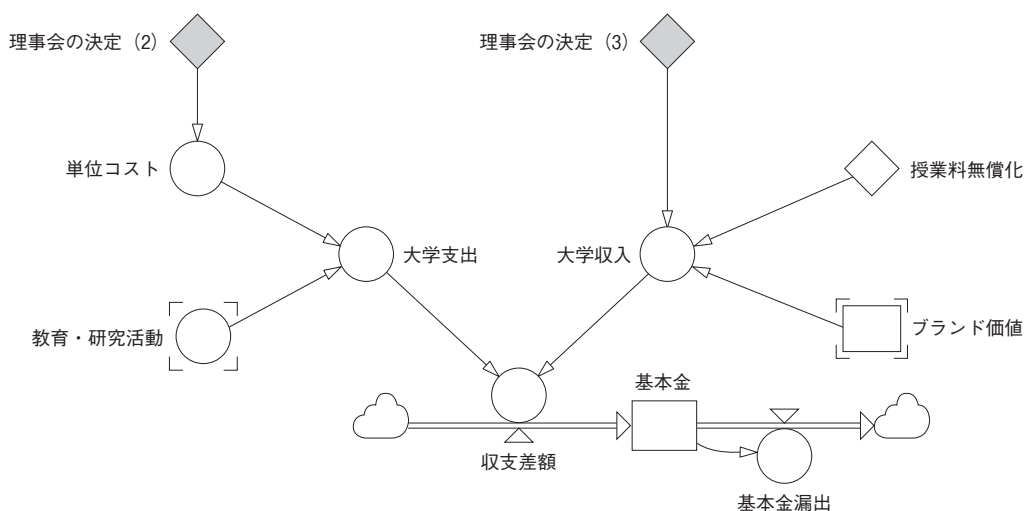 理事会の決定（2）
理事会の決定（3）
単位コスト
授業料無償化
大学支出
大学収入
教育・研究活動
ブランド価値
基本金
収支差額
基本金漏出